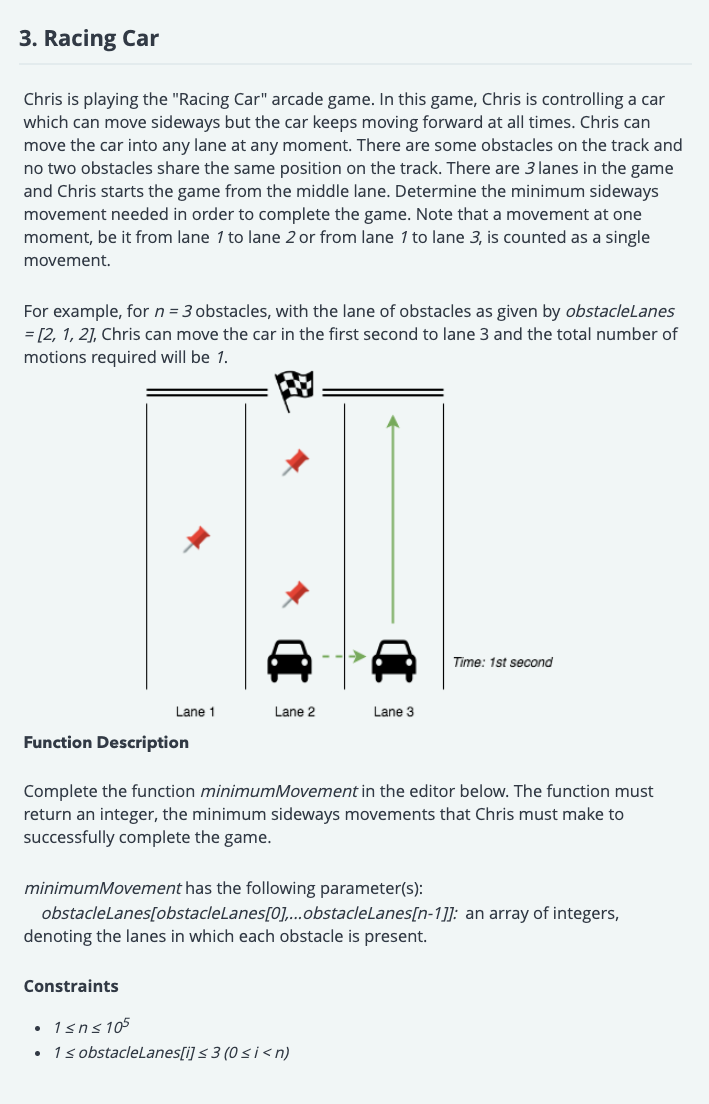 3. Racing Car
Chris is playing the "Racing Car" arcade game. In this game, Chris is controlling a car
which can move sideways but the car keeps moving forward at all times. Chris can
move the car into any lane at any moment. There are some obstacles on the track and
no two obstacles share the same position on the track. There are 3 lanes in the game
and Chris starts the game from the middle lane. Determine the minimum sideways
movement needed in order to complete the game. Note that a movement at one
moment, be it from lane 1 to lane 2 or from lane 1 to lane 3, is counted as a single
movement.
For example, for n = 3 obstacles, with the lane of obstacles as given by obstacleLanes
= [2, 1, 2], Chris can move the car in the first second to lane 3 and the total number of
motions required will be 1.
Time: 1st second
Lane 1 Lane 2 Lane 3
Function Description
Complete the function minimumMovement in the editor below. The function must
return an integer, the minimum sideways movements that Chris must make to
successfully complete the game.
minimumMovement has the following parameter(s):
obstacleLanes[obstacleLanes[0],...obstacleLanes[n-1]]: an array of integers,
denoting the lanes in which each obstacle is present.
Constraints
• 1 ≤ n ≤ 10⁵
• 1 ≤ obstacleLanes[i] ≤ 3 (0 ≤ i < n)